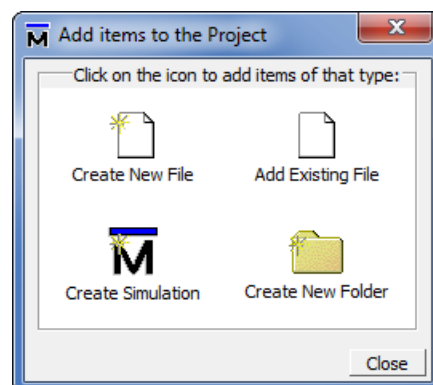 Add items to the Project
Click on the icon to add items of that type:
Create New File
Add Existing File
Create Simulation
Create New Folder
Close